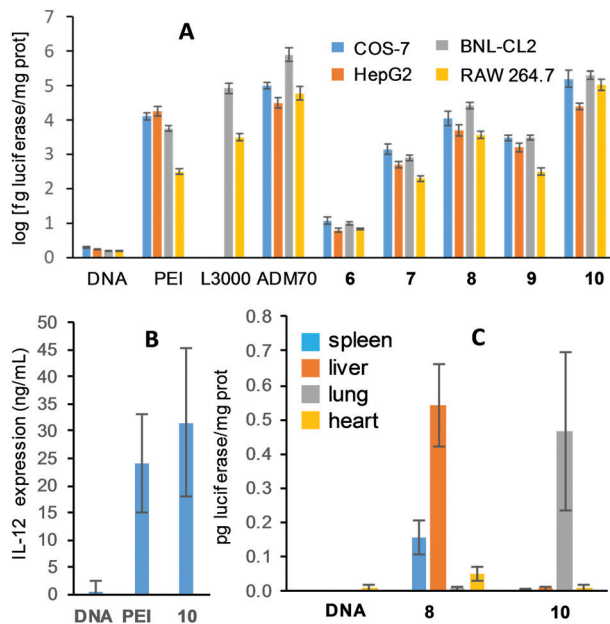 A
COS-7
BNL-CL2
HepG2
RAW 264.7
log [fg luciferase/mg prot]
7
6
5
4
3
2
1
0
DNA PEI L3000 ADM70 6 7 8 9 10
B
IL-12 expression (ng/mL)
50
45
40
35
30
25
20
15
10
5
0
DNA PEI 10
C
spleen
liver
lung
heart
pg luciferase/mg prot
0.8
0.7
0.6
0.5
0.4
0.3
0.2
0.1
0.0
DNA 8 10